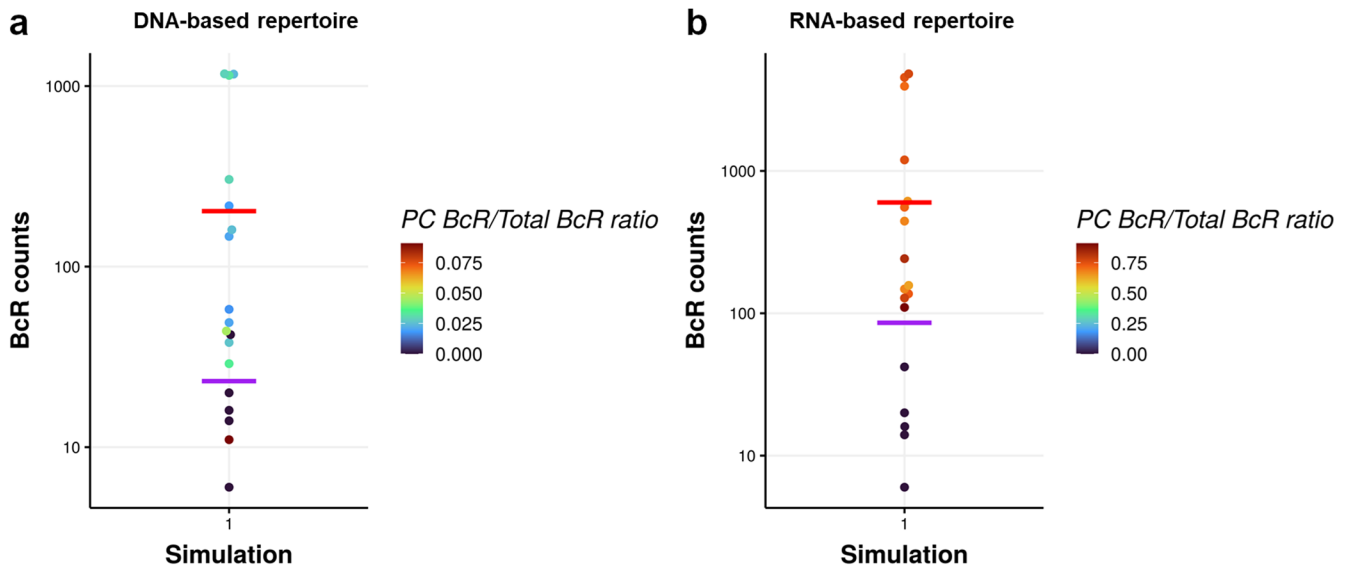 a
DNA-based repertoire
BcR counts
1000
100
10
1
Simulation
PC BcR/Total BcR ratio
0.075
0.050
0.025
0.000
b
RNA-based repertoire
BcR counts
1000
100
10
1
Simulation
PC BcR/Total BcR ratio
0.75
0.50
0.25
0.00